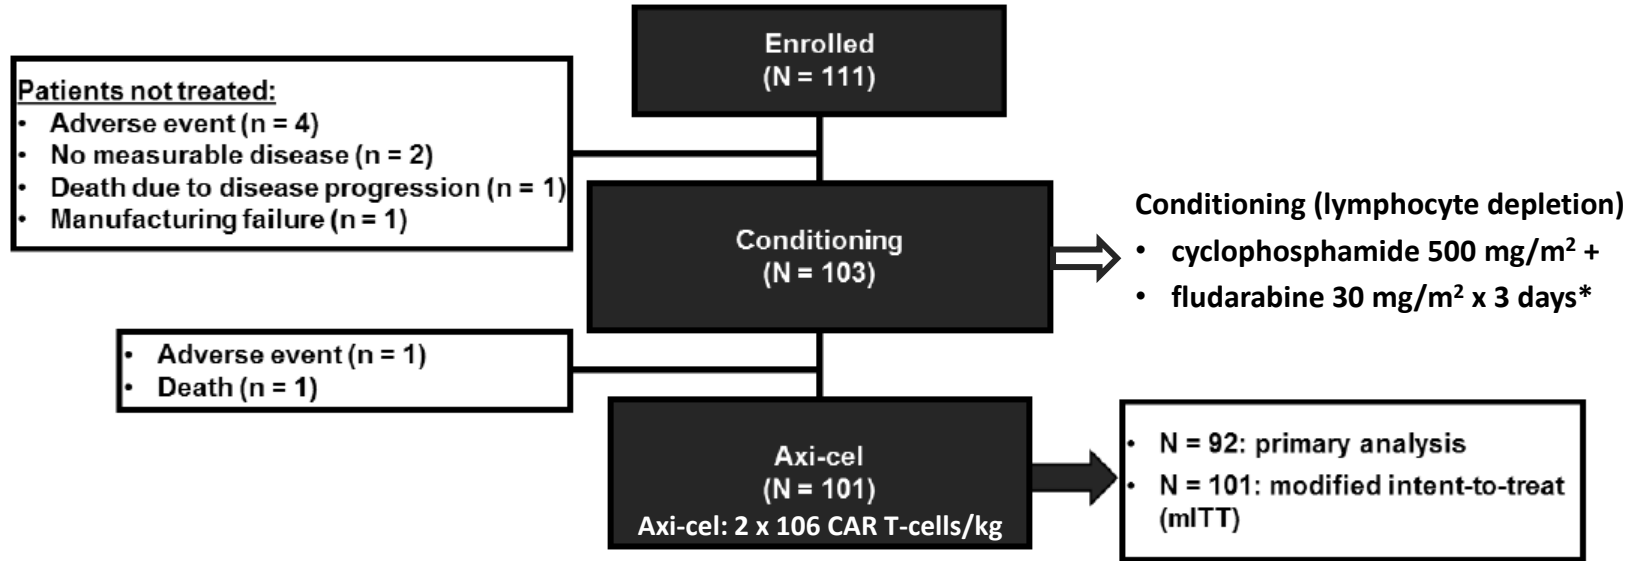 Enrolled
(N = 111)
Patients not treated:
• Adverse event (n = 4)
• No measurable disease (n = 2)
• Death due to disease progression (n = 1)
• Manufacturing failure (n = 1)
Conditioning
(N = 103)
Conditioning (lymphocyte depletion)
• cyclophosphamide 500 mg/m² +
• fludarabine 30 mg/m² x 3 days*
• Adverse event (n = 1)
• Death (n = 1)
Axi-cel
(N = 101)
Axi-cel: 2 x 106 CAR T-cells/kg
• N = 92: primary analysis
• N = 101: modified intent-to-treat
(mITT)